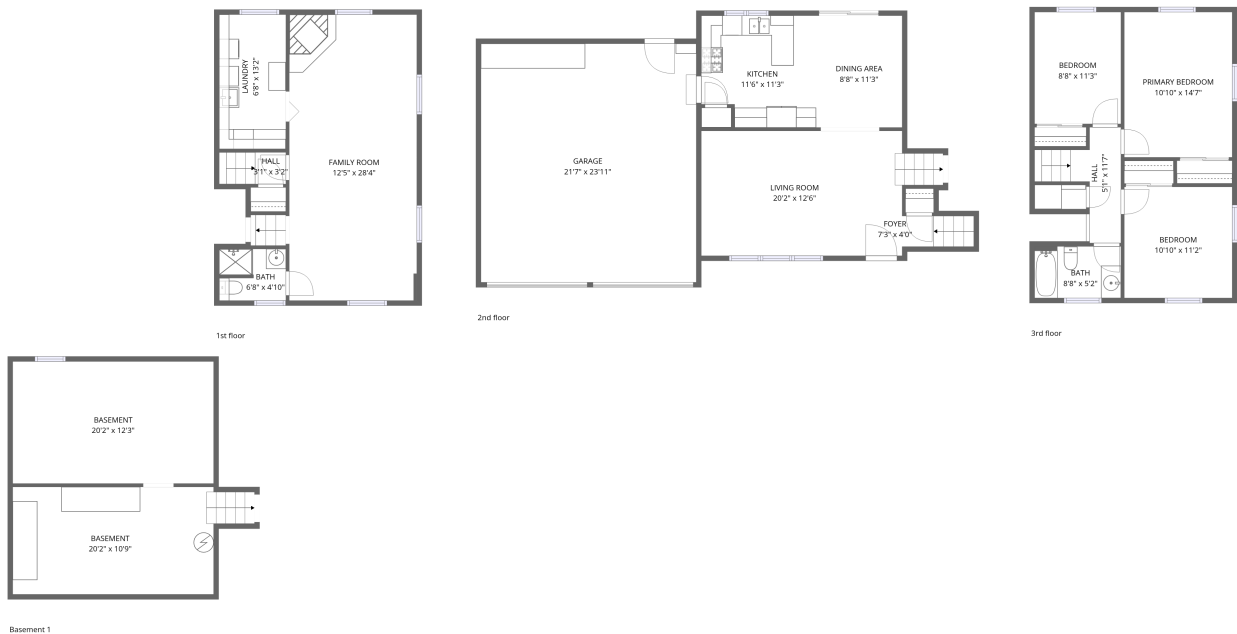 LAUNDRY
6'8" x 13'2"
HALL
3'1" x 3'2"
FAMILY ROOM
12'5" x 28'4"
BATH
6'8" x 4'10"
1st floor
GARAGE
21'7" x 23'11"
KITCHEN
11'6" x 11'3"
DINING AREA
8'8" x 11'3"
LIVING ROOM
20'2" x 12'6"
FOYER
7'3" x 4'0"
2nd floor
BEDROOM
8'8" x 11'3"
PRIMARY BEDROOM
10'10" x 14'7"
HALL
5'1" x 11'7"
BEDROOM
10'10" x 11'2"
BATH
8'8" x 5'2"
3rd floor
BASEMENT
20'2" x 12'3"
BASEMENT
20'2" x 10'9"
Basement 1